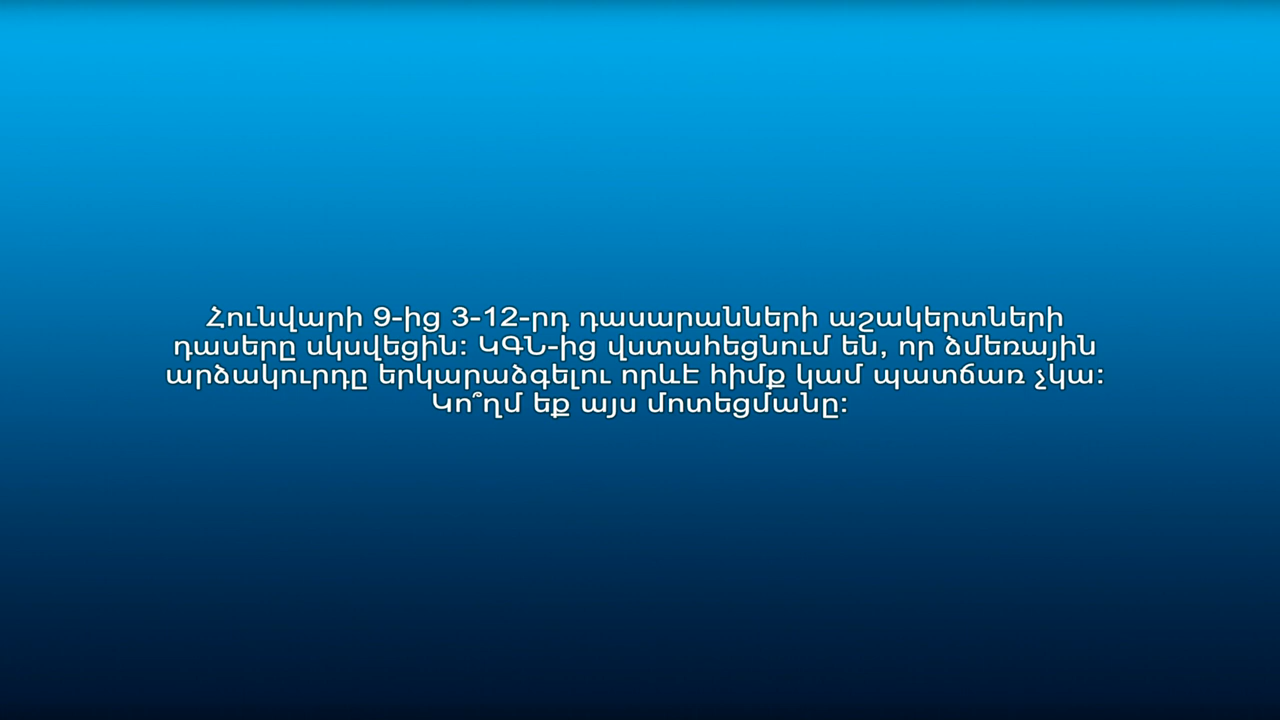 Հունվարի 9-ից 3-12-րդ դասարանների աշակերտների
դասերը սկսվեցին: ԿԳՆ-ից վստահեցնում են, որ ձմեռային
արձակուրդը երկարաձգելու որևԷ հիմք կամ պատճառ չկա:
Կո՞ղմ եք այս մոտեցմանը: